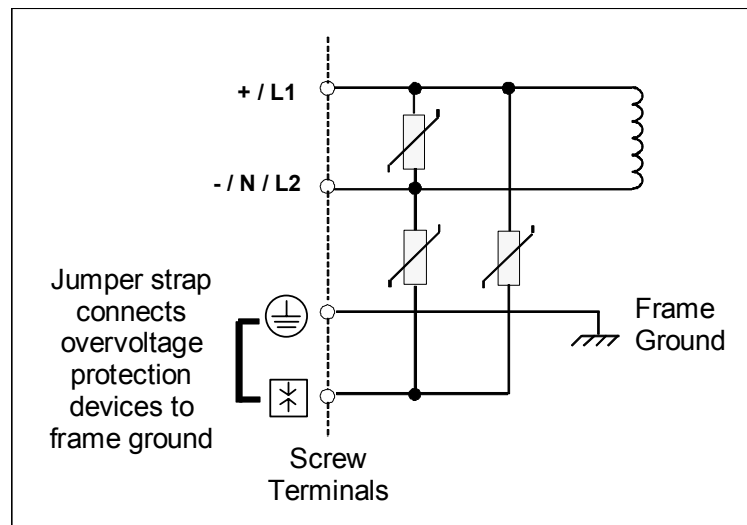 + / L1
- / N / L2
Jumper strap
connects
overvoltage
protection
devices to
frame ground
Frame
Ground
Screw
Terminals